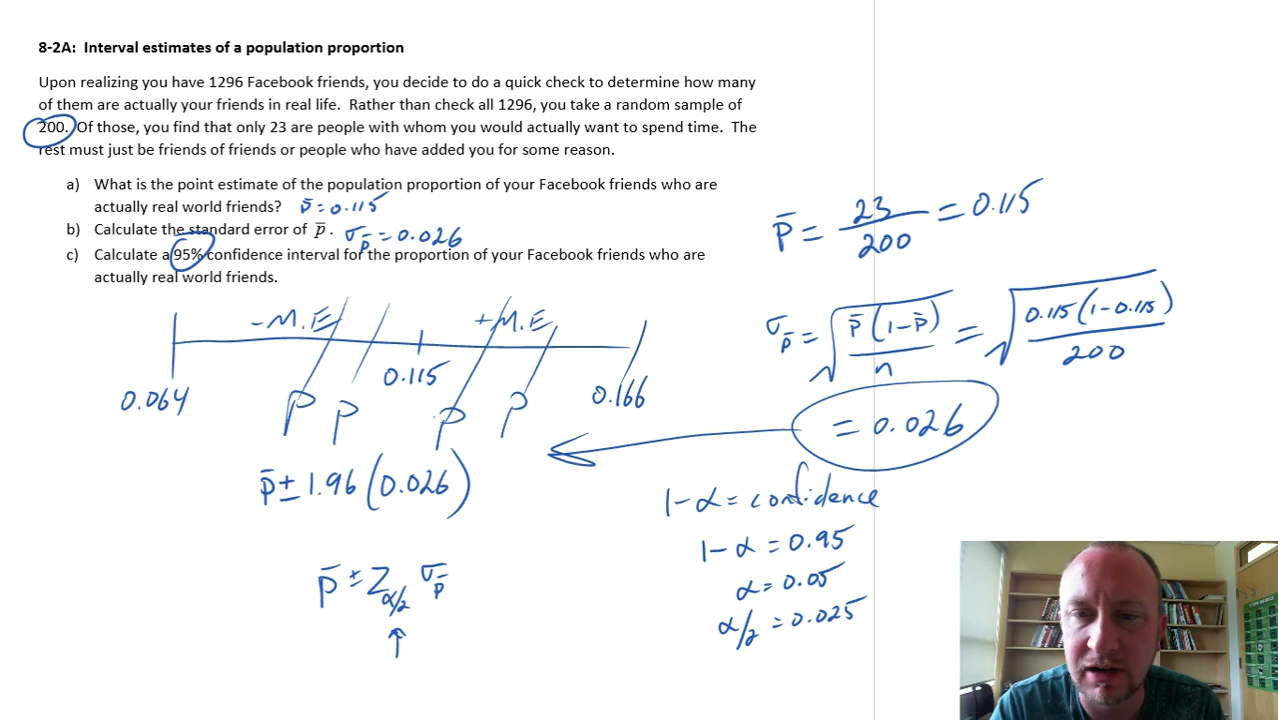 8-2A: Interval estimates of a population proportion
Upon realizing you have 1296 Facebook friends, you decide to do a quick check to determine how many
of them are actually your friends in real life. Rather than check all 1296, you take a random sample of
200. Of those, you find that only 23 are people with whom you would actually want to spend time. The
rest must just be friends of friends or people who have added you for some reason.
a) What is the point estimate of the population proportion of your Facebook friends who are
actually real world friends? p̄ = 0.115
b) Calculate the standard error of p̄. σp̄ = 0.026
c) Calculate a 95% confidence interval for the proportion of your Facebook friends who are
actually real world friends.
p̄ = 23/200 = 0.115
σp̄ = √(p̄(1-p̄)/n) = √(0.115(1-0.115)/200)
= 0.026
-M.E. +M.E.
0.064 0.115 0.166
P P P P
p̄ ± 1.96(0.026)
p̄ ± Zα/2 σp̄
1-α = confidence
1-α = 0.95
α = 0.05
α/2 = 0.025